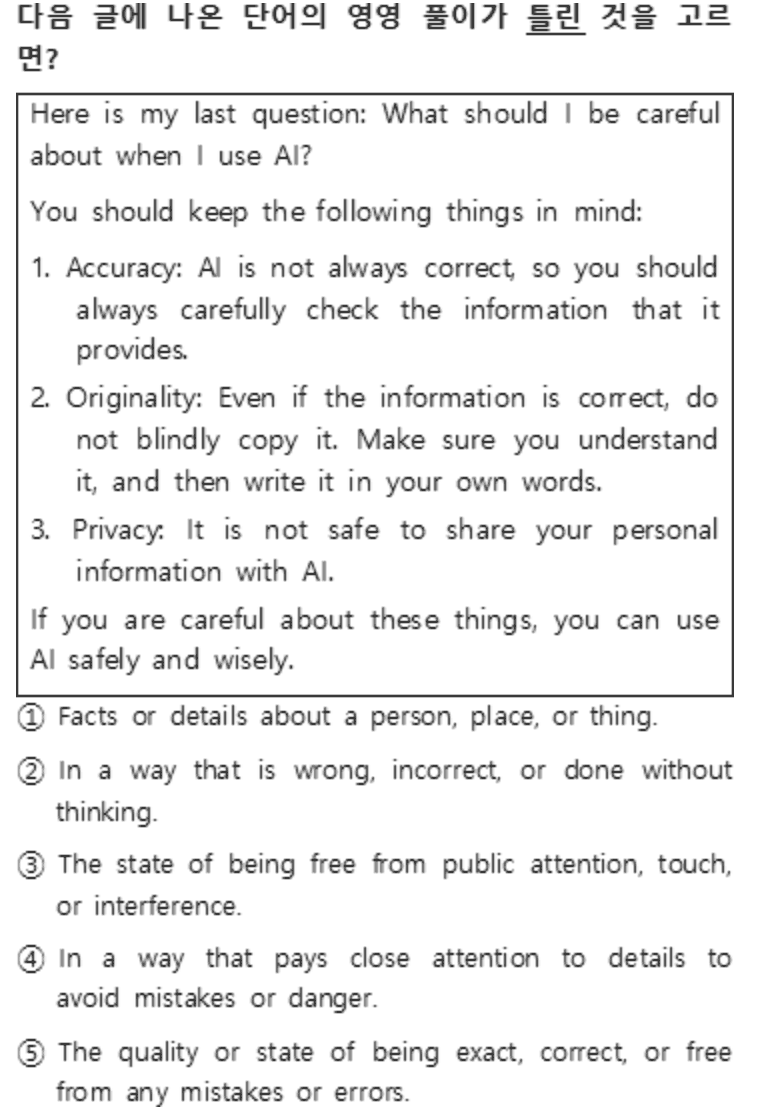 다음 글에 나온 단어의 영영 풀이가 틀린 것을 고르
면?
Here is my last question: What should I be careful
about when I use AI?
You should keep the following things in mind:
1. Accuracy: AI is not always correct, so you should
always carefully check the information that it
provides.
2. Originality: Even if the information is correct, do
not blindly copy it. Make sure you understand
it, and then write it in your own words.
3. Privacy: It is not safe to share your personal
information with AI.
If you are careful about these things, you can use
AI safely and wisely.
① Facts or details about a person, place, or thing.
② In a way that is wrong, incorrect, or done without
thinking.
③ The state of being free from public attention, touch,
or interference.
④ In a way that pays close attention to details to
avoid mistakes or danger.
⑤ The quality or state of being exact, correct, or free
from any mistakes or errors.